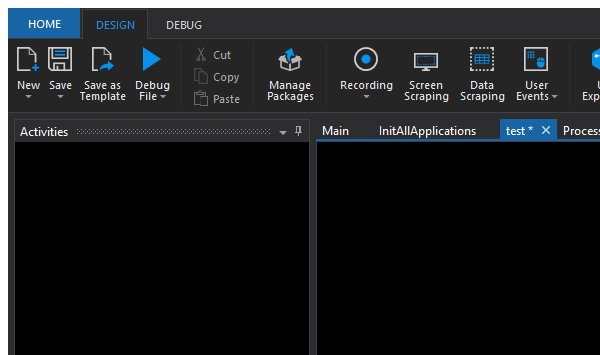 HOME DESIGN DEBUG
New Save Save as Template Debug File Cut Copy Paste Manage Packages Recording Screen Scraping Data Scraping User Events
Activities
Main InitAllApplications test * Process